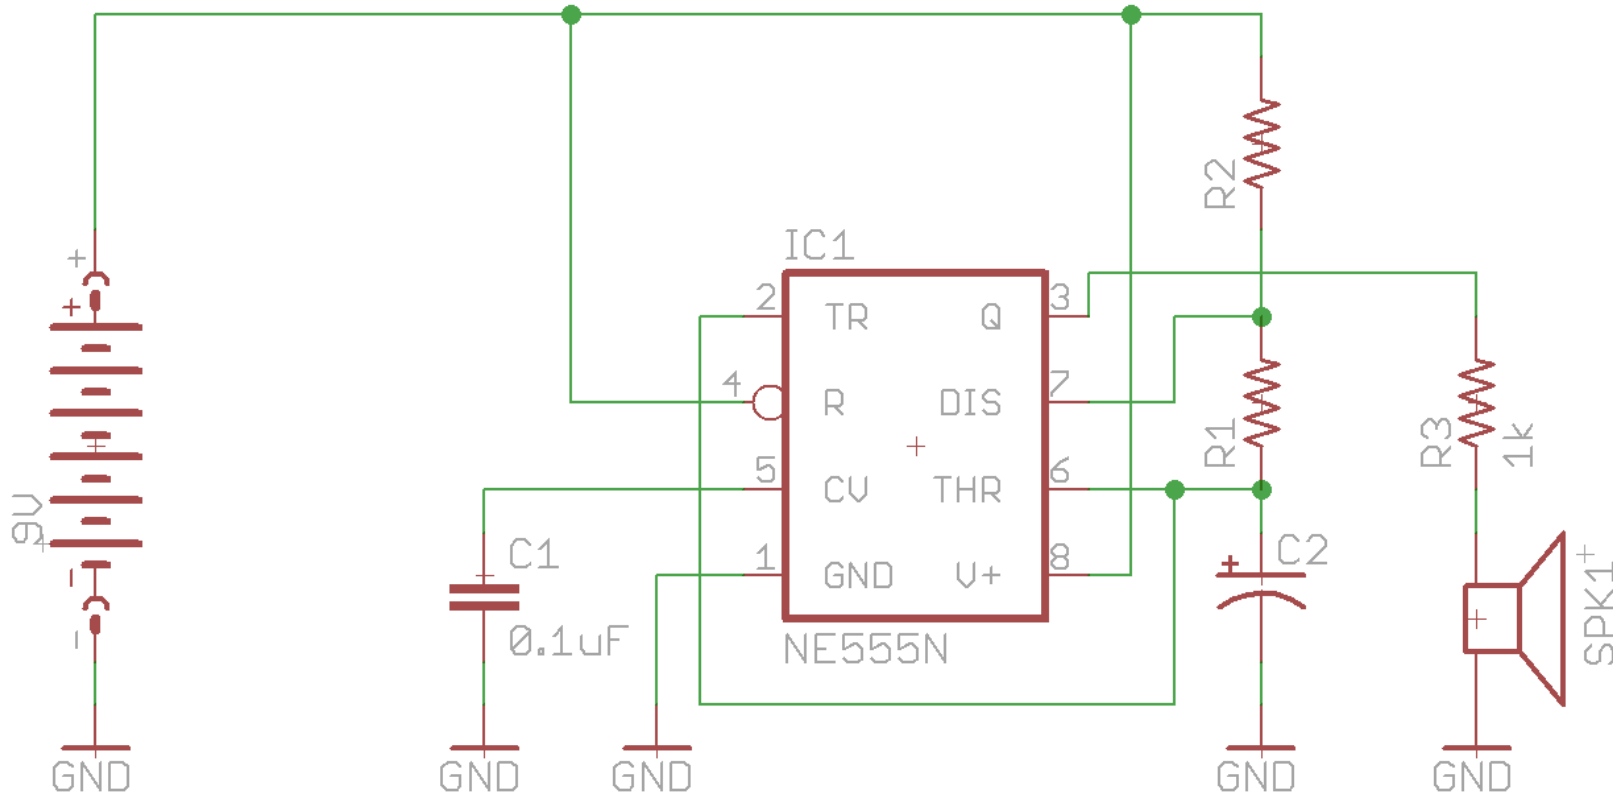 R2
IC1
+
+
2 TR Q 3
4 R DIS 7
R1
R3
1k
5 CV THR 6
9V
C1
C2
+
1 GND V+ 8
-
-
0.1uF
NE555N
SPK1
GND
GND
GND
GND
GND